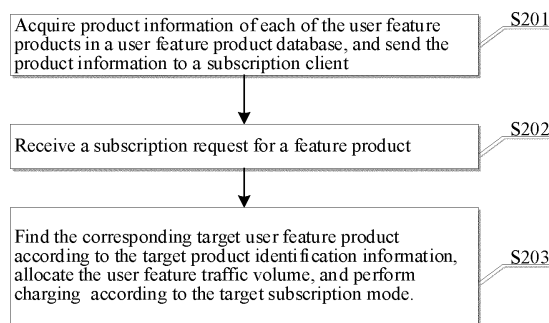 Acquire product information of each of the user feature
products in a user feature product database, and send the
product information to a subscription client
S201
Receive a subscription request for a feature product
S202
Find the corresponding target user feature product
according to the target product identification information,
allocate the user feature traffic volume, and perform
charging according to the target subscription mode.
S203